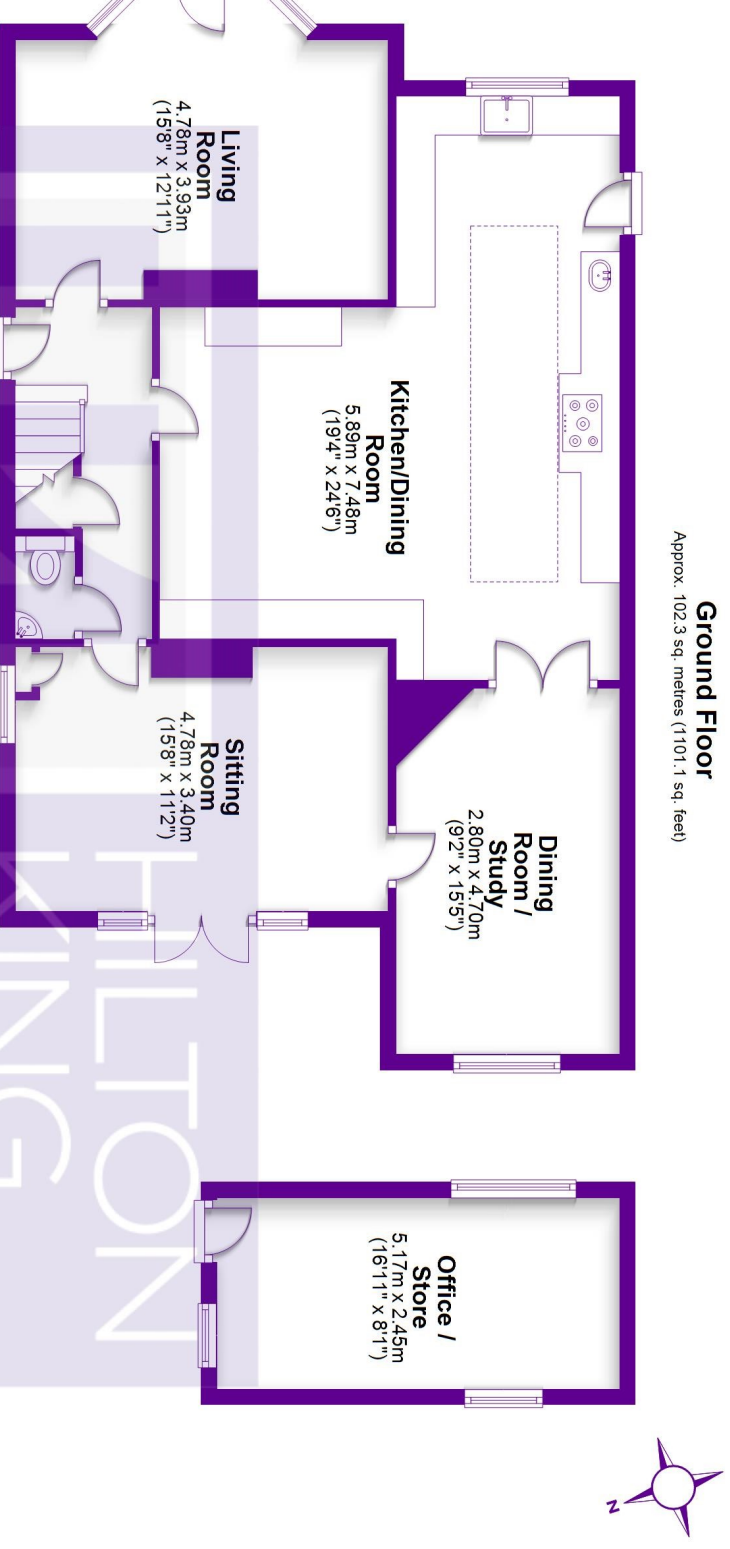 Ground Floor
Approx. 102.3 sq. metres (1101.1 sq. feet)
Living
Room
4.78m x 3.93m
(15'8" x 12'11")
Kitchen/Dining
Room
5.89m x 7.48m
(19'4" x 24'6")
Sitting
Room
4.78m x 3.40m
(15'8" x 11'2")
Dining
Room /
Study
2.80m x 4.70m
(9'2" x 15'5")
Office /
Store
5.17m x 2.45m
(16'11" x 8'1")
HILTON
KING
N